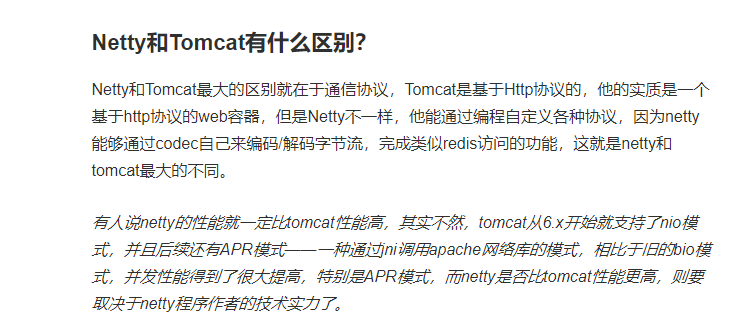 Netty和Tomcat有什么区别？
Netty和Tomcat最大的区别就在于通信协议，Tomcat是基于Http协议的，他的实质是一个
基于http协议的web容器，但是Netty不一样，他能通过编程自定义各种协议，因为netty
能够通过codec自己来编码/解码字节流，完成类似redis访问的功能，这就是netty和
tomcat最大的不同。
有人说netty的性能就一定比tomcat性能高，其实不然，tomcat从6.x开始就支持了nio模
式，并且后续还有APR模式——一种通过jni调用apache网络库的模式，相比于旧的bio模
式，并发性能得到了很大提高，特别是APR模式，而netty是否比tomcat性能更高，则要
取决于netty程序作者的技术实力了。